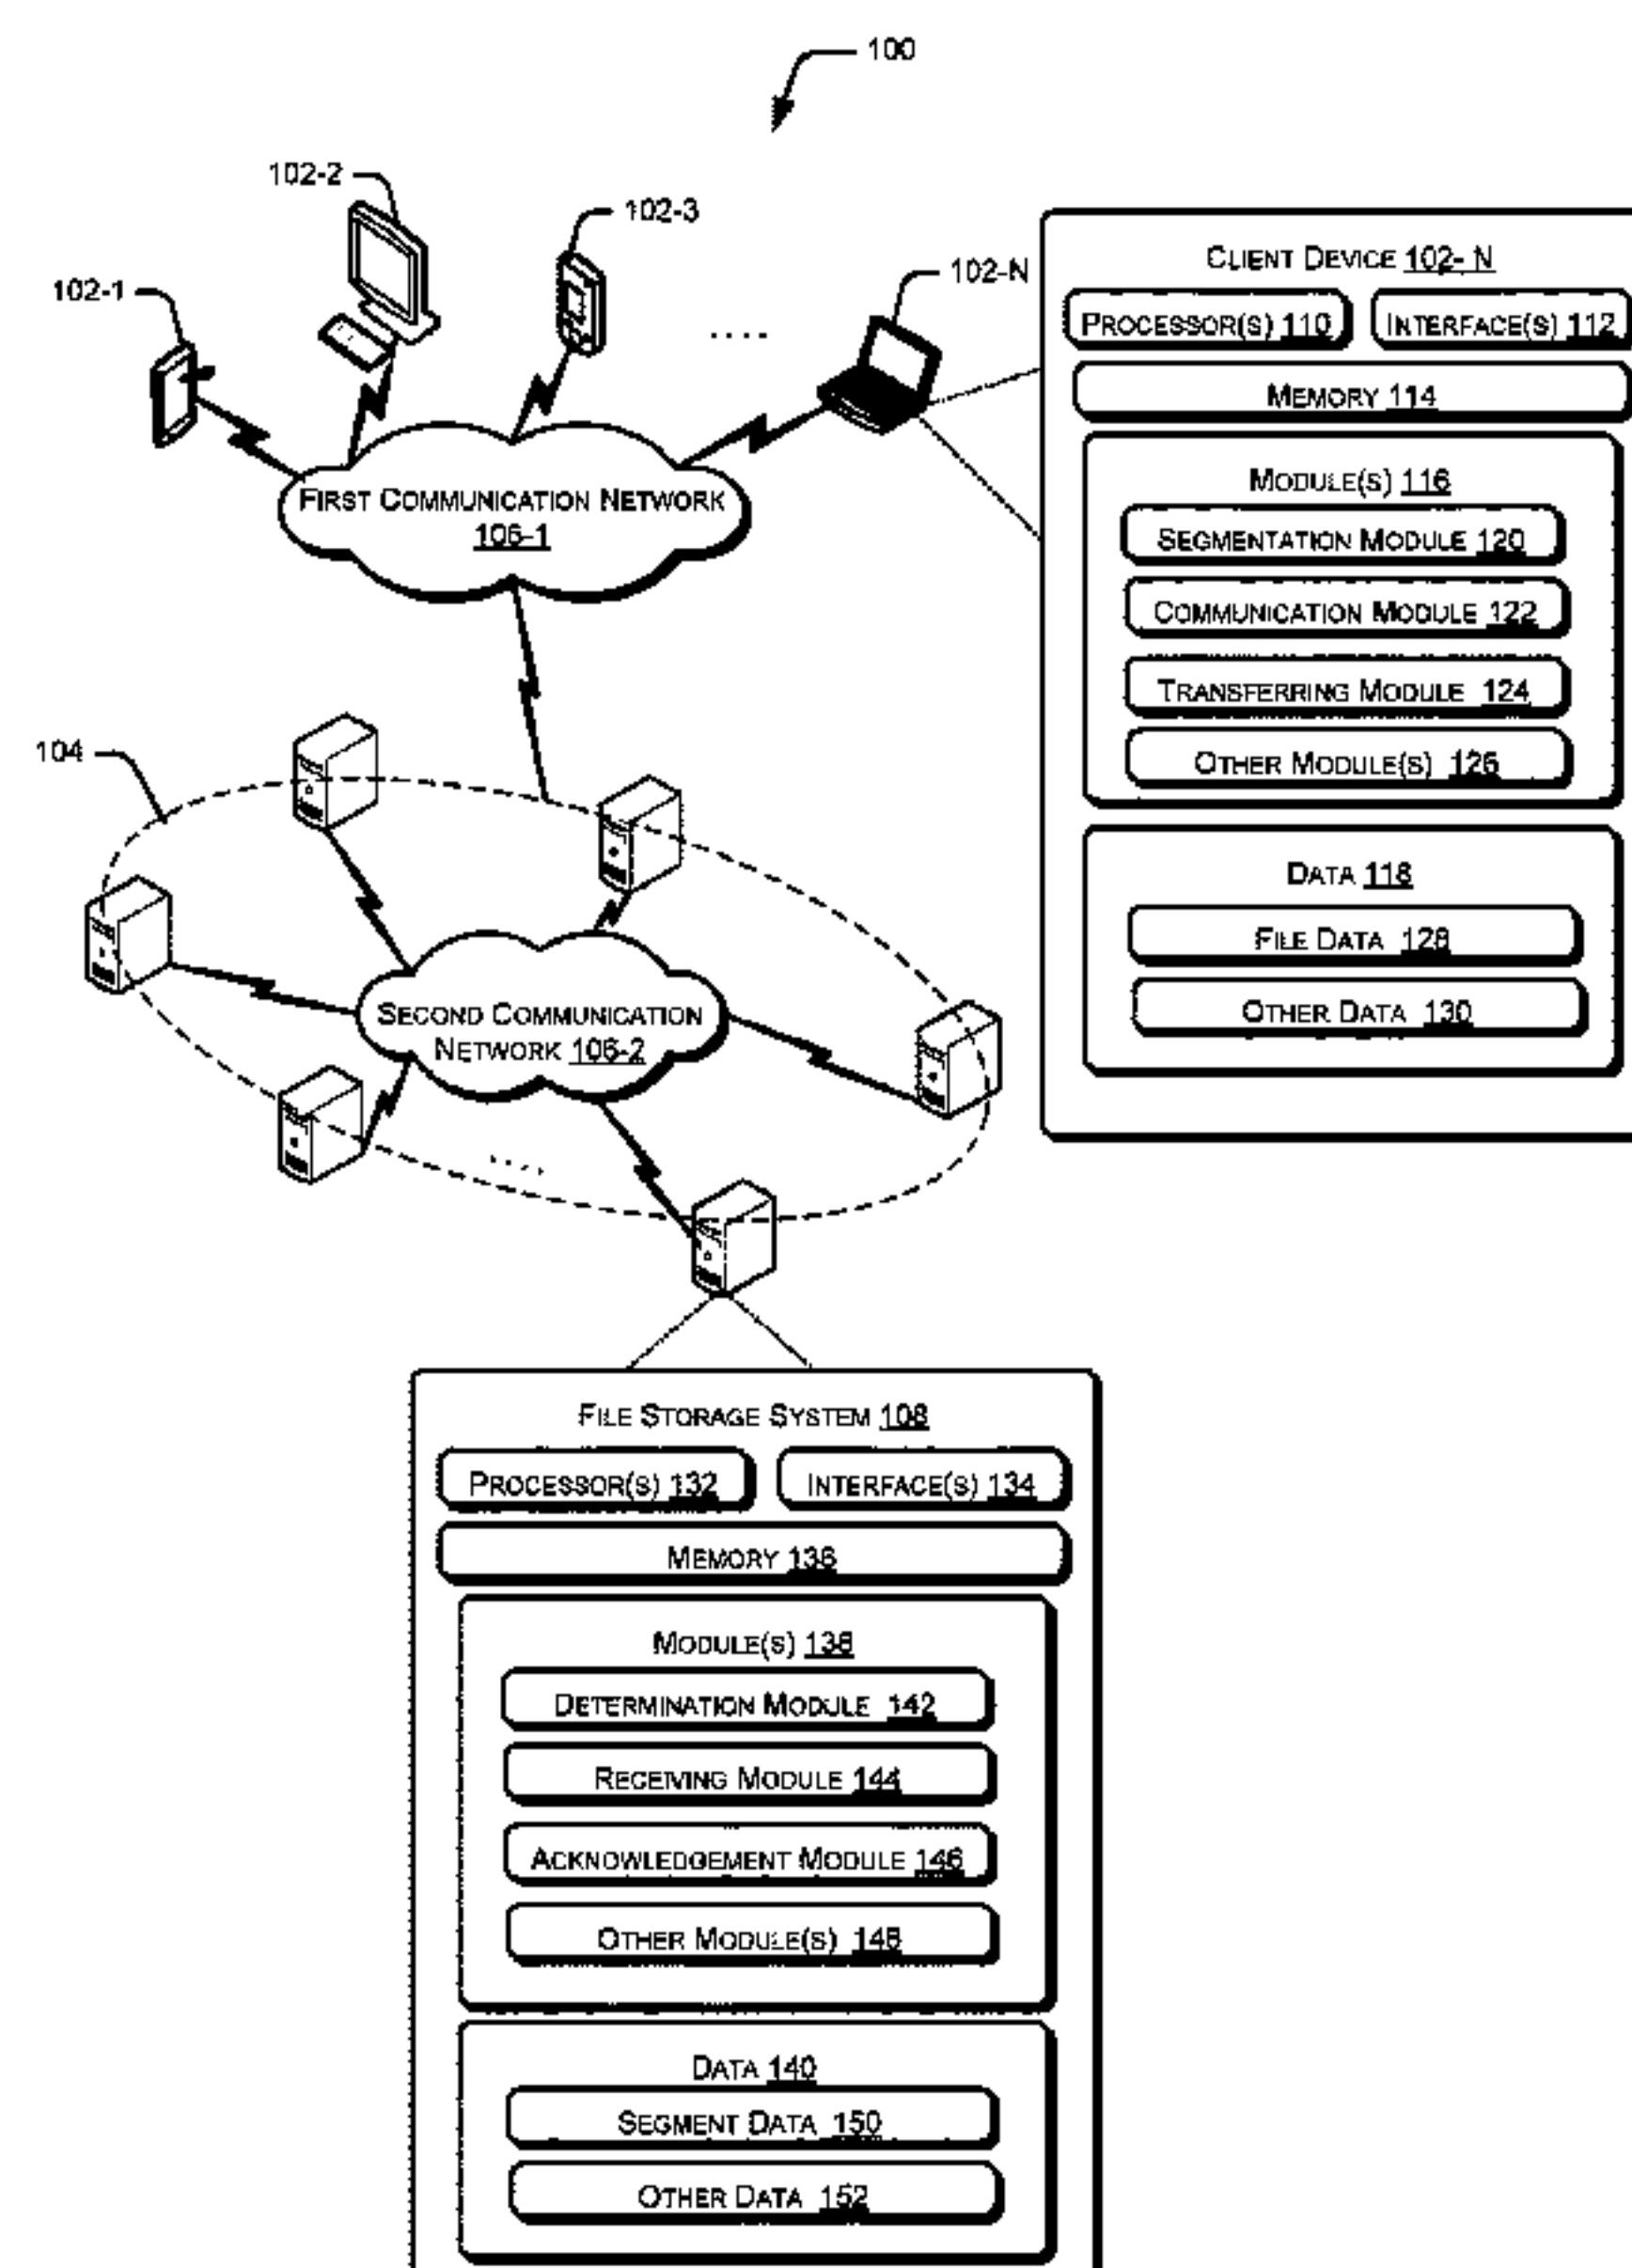 100
102-2
102-3
102-1
102-N
....
FIRST COMMUNICATION NETWORK
106-1
104
SECOND COMMUNICATION
NETWORK 106-2
....
CLIENT DEVICE 102- N
PROCESSOR(S) 110
INTERFACE(S) 112
MEMORY 114
MODULE(S) 116
SEGMENTATION MODULE 120
COMMUNICATION MODULE 122
TRANSFERRING MODULE 124
OTHER MODULE(S) 126
DATA 118
FILE DATA 128
OTHER DATA 130
FILE STORAGE SYSTEM 108
PROCESSOR(S) 132
INTERFACE(S) 134
MEMORY 136
MODULE(S) 138
DETERMINATION MODULE 142
RECEIVING MODULE 144
ACKNOWLEDGEMENT MODULE 146
OTHER MODULE(S) 148
DATA 140
SEGMENT DATA 150
OTHER DATA 152